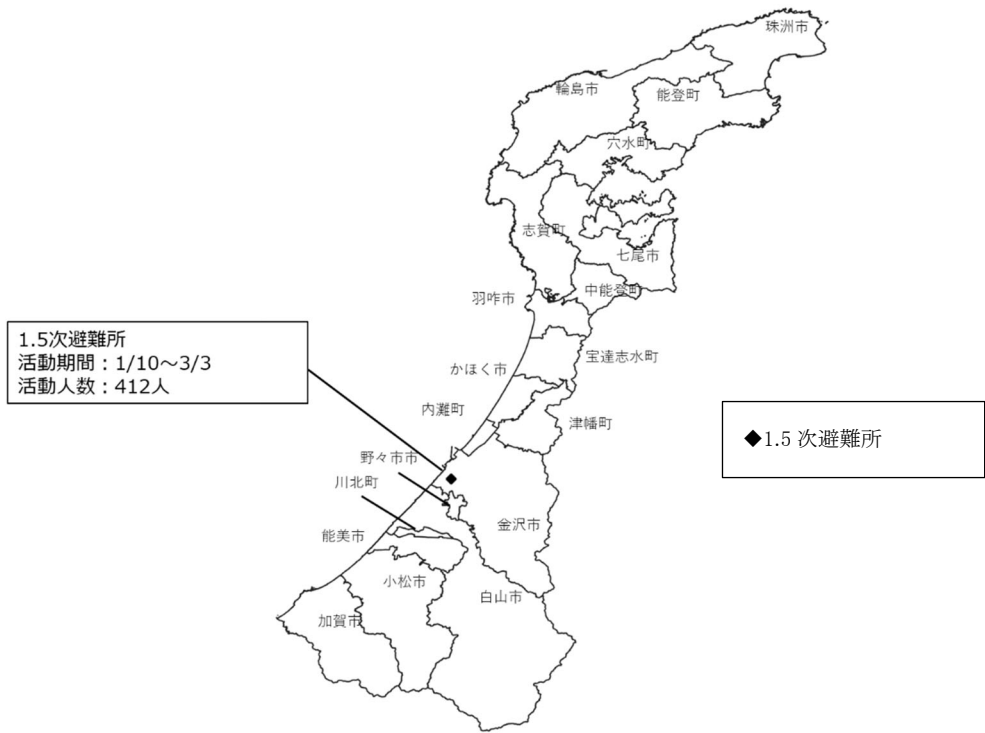 珠洲市
輪島市
能登町
穴水町
志賀町
七尾市
羽咋市
中能登町
1.5次避難所
活動期間：1/10～3/3
活動人数：412人
宝達志水町
かほく市
内灘町
津幡町
◆1.5 次避難所
野々市市
川北町
金沢市
能美市
小松市
白山市
加賀市